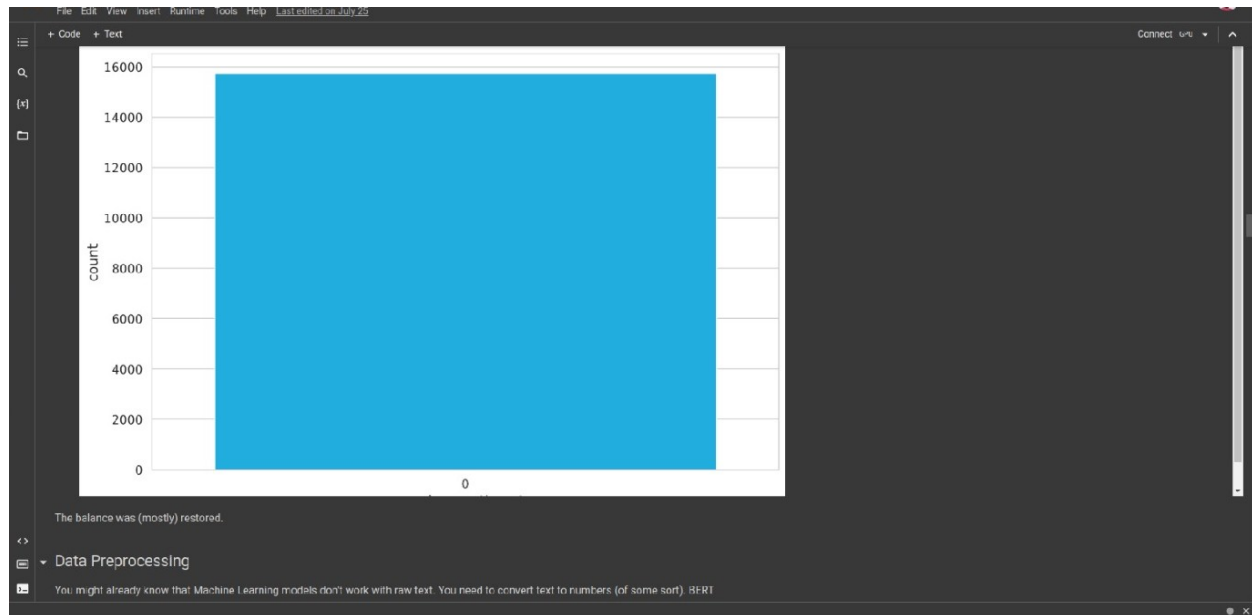 File Edit View Insert Runtime Tools Help Last edited on July 25
+ Code + Text
Connect GPU
{x}
16000
14000
12000
10000
count
8000
6000
4000
2000
0
0
The balance was (mostly) restored.
<>
Data Preprocessing
You might already know that Machine Learning models don't work with raw text. You need to convert text to numbers (of some sort). BERT